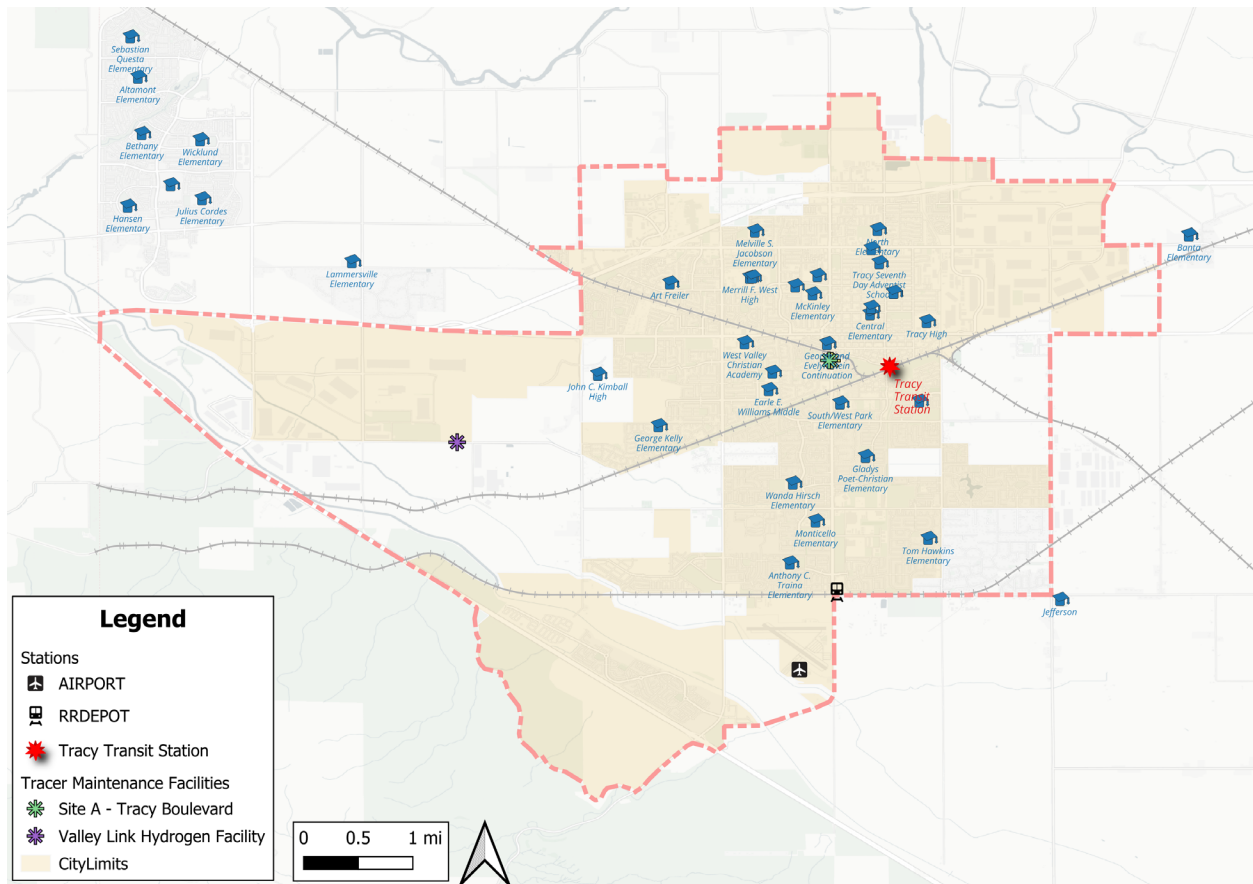 Sebastian
Questa
Elementary
Altamont
Elementary
Bethany
Elementary
Wicklund
Elementary
Hansen
Elementary
Julius Cordes
Elementary
Lammersville
Elementary
Art Freiler
Melville S.
Jacobson
Elementary
Merrill F. West
High
McKinley
Elementary
North
Elementary
Tracy Seventh
Day Adventist
School
Central
Elementary
Tracy High
Banta
Elementary
West Valley
Christian
Academy
George and
Evelyn Stein
Continuation
Tracy
Transit
Station
John C. Kimball
High
Earle E.
Williams Middle
South/West Park
Elementary
George Kelly
Elementary
Gladys
Poet-Christian
Elementary
Wanda Hirsch
Elementary
Monticello
Elementary
Tom Hawkins
Elementary
Anthony C.
Traina
Elementary
Jefferson
Legend
Stations
AIRPORT
RRDEPOT
Tracy Transit Station
Tracer Maintenance Facilities
Site A - Tracy Boulevard
Valley Link Hydrogen Facility
CityLimits
0 0.5 1 mi